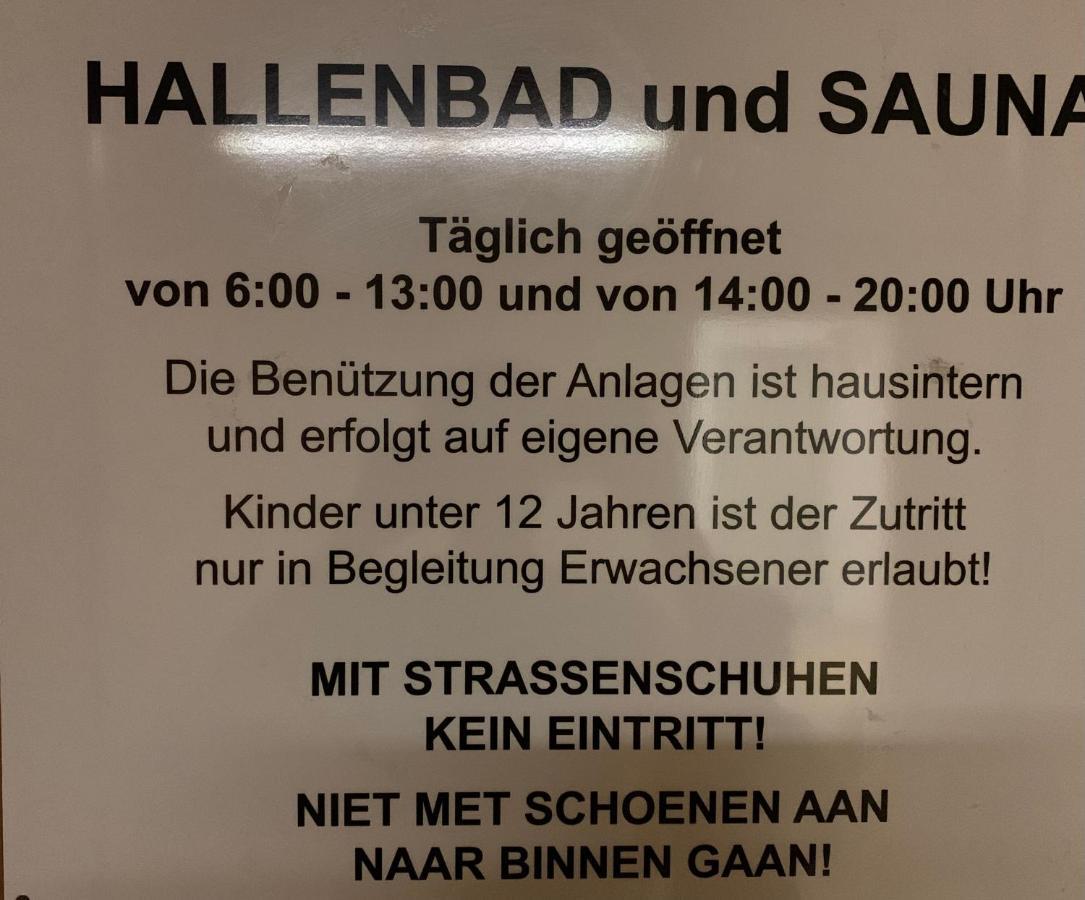 HALLENBAD und SAUNA
Täglich geöffnet
von 6:00 - 13:00 und von 14:00 - 20:00 Uhr
Die Benützung der Anlagen ist hausintern
und erfolgt auf eigene Verantwortung.
Kinder unter 12 Jahren ist der Zutritt
nur in Begleitung Erwachsener erlaubt!
MIT STRASSENSCHUHEN
KEIN EINTRITT!
NIET MET SCHOENEN AAN
NAAR BINNEN GAAN!